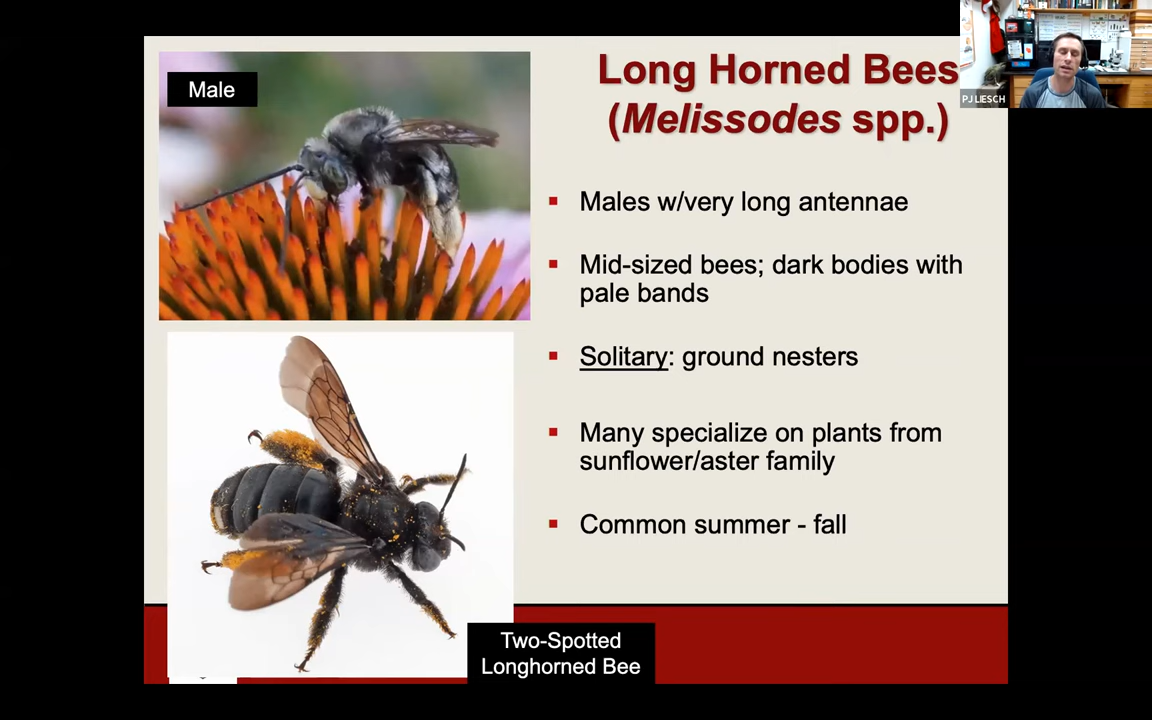 Male
Long Horned Bees
(Melissodes spp.)
PJ LIESCH
▪ Males w/very long antennae
▪ Mid-sized bees; dark bodies with
pale bands
▪ Solitary: ground nesters
▪ Many specialize on plants from
sunflower/aster family
▪ Common summer - fall
Two-Spotted
Longhorned Bee